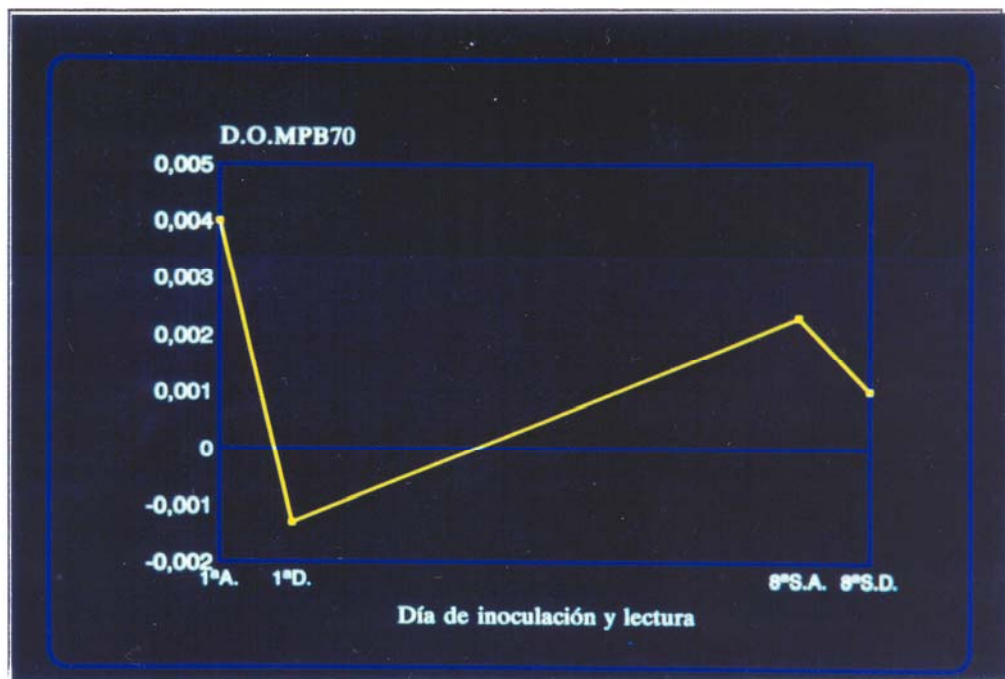 D.O.MPB70
0,005
0,004
0,003
0,002
0,001
0
-0,001
-0,002
1ªA. 1ªD. 8ªS.A. 8ªS.D.
Día de inoculación y lectura